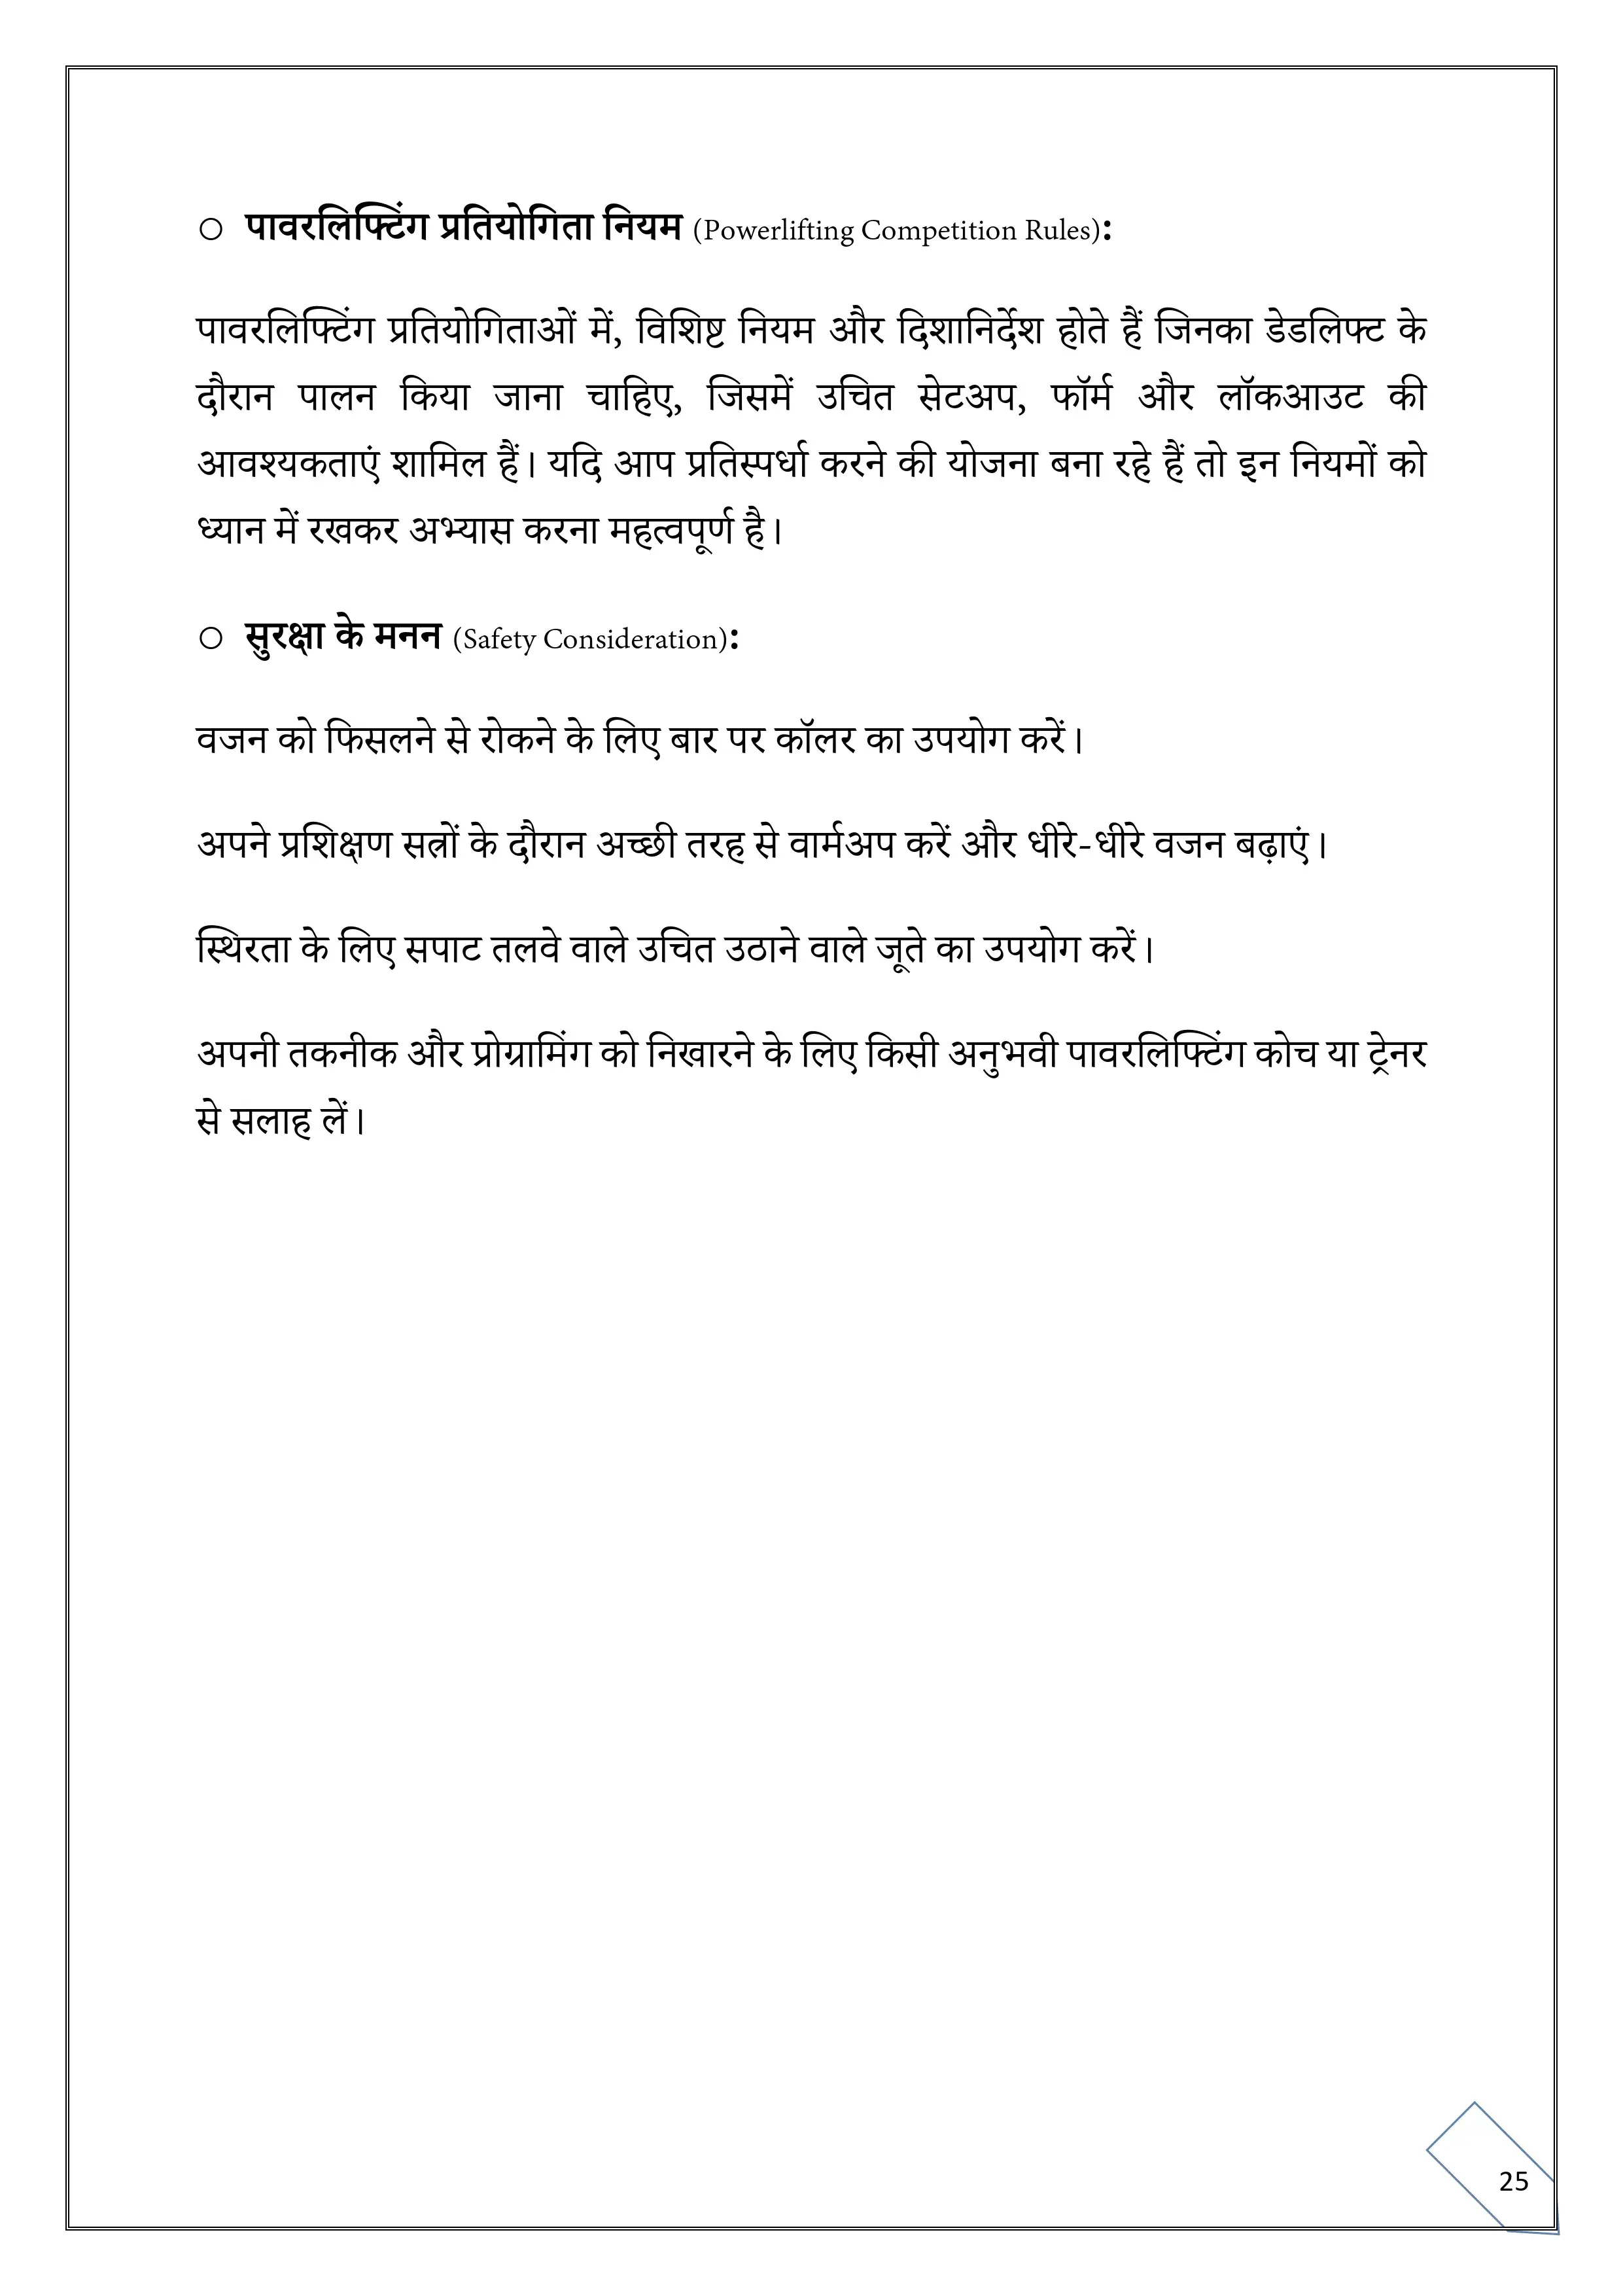 ○ पावरलिफ्टिंग प्रतियोगिता नियम (Powerlifting Competition Rules):
पावरलिफ्टिंग प्रतियोगिताओं में, विशिष्ट नियम और दिशानिर्देश होते हैं जिनका डेडलिफ्ट के
दौरान पालन किया जाना चाहिए, जिसमें उचित सेटअप, फॉर्म और लॉकआउट की
आवश्यकताएं शामिल हैं। यदि आप प्रतिस्पर्धा करने की योजना बना रहे हैं तो इन नियमों को
ध्यान में रखकर अभ्यास करना महत्वपूर्ण है।
○ सुरक्षा के मनन (Safety Consideration):
वजन को फिसलने से रोकने के लिए बार पर कॉलर का उपयोग करें।
अपने प्रशिक्षण सत्रों के दौरान अच्छी तरह से वार्मअप करें और धीरे-धीरे वजन बढ़ाएं।
स्थिरता के लिए सपाट तलवे वाले उचित उठाने वाले जूते का उपयोग करें।
अपनी तकनीक और प्रोग्रामिंग को निखारने के लिए किसी अनुभवी पावरलिफ्टिंग कोच या ट्रेनर
से सलाह लें।
25